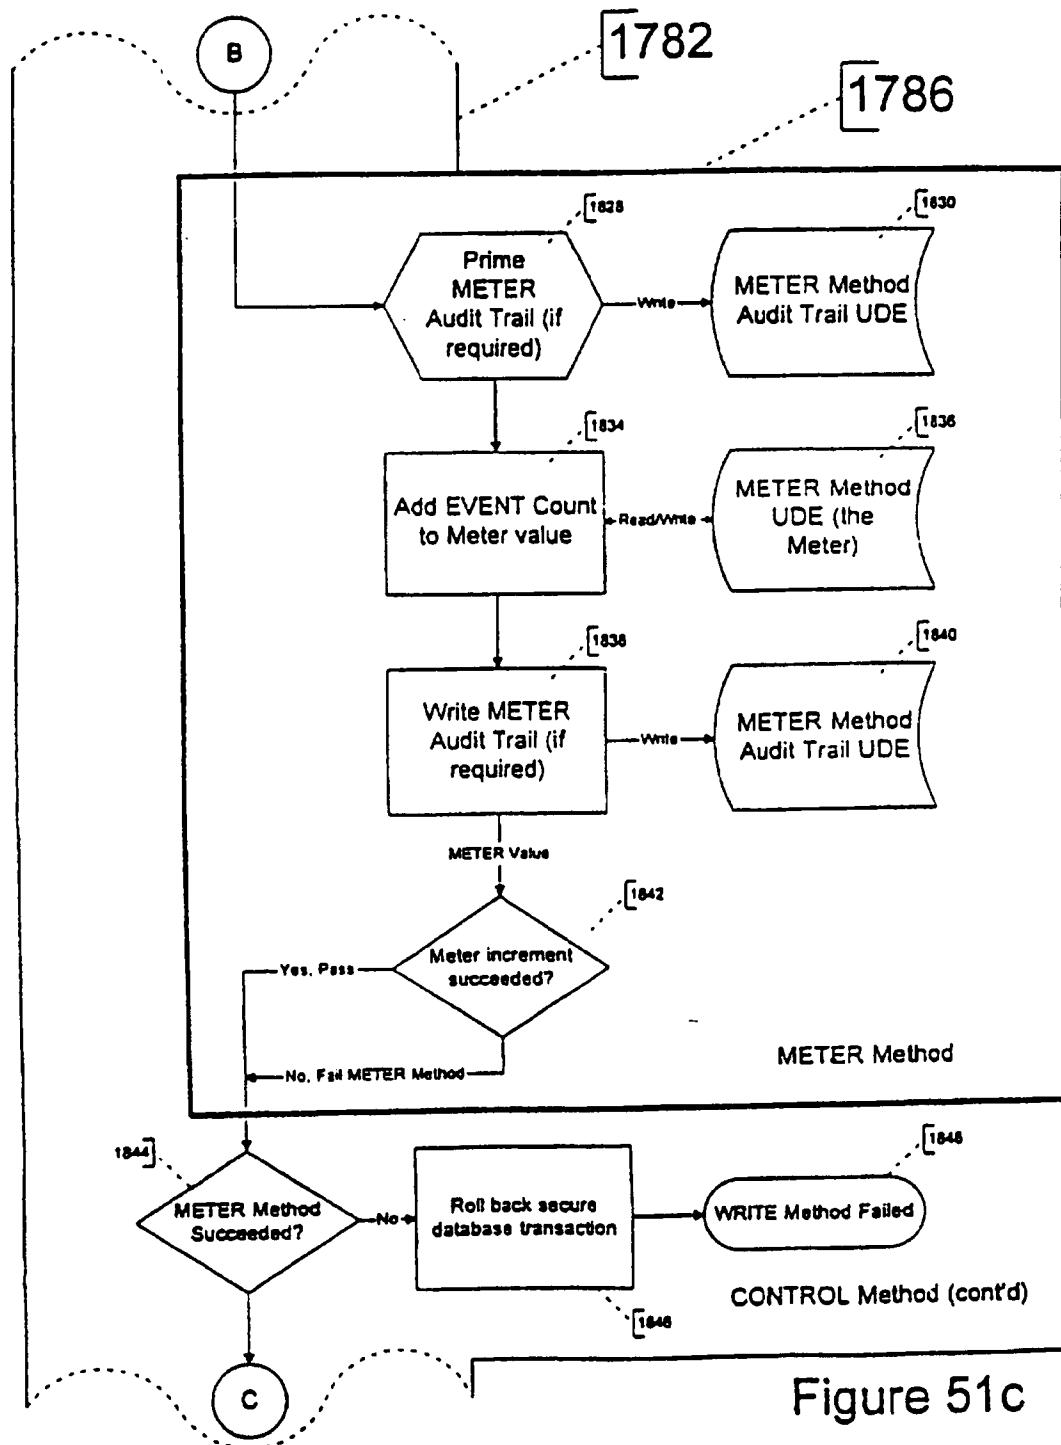 B
1782
1786
1828
1830
Prime
METER
Audit Trail (if
required)
Write
METER Method
Audit Trail UDE
1834
1836
Add EVENT Count
to Meter value
Read/Write
METER Method
UDE (the
Meter)
1838
1840
Write METER
Audit Trail (if
required)
Write
METER Method
Audit Trail UDE
METER Value
1842
Meter increment
succeeded?
Yes, Pass
No, Fail METER Method
METER Method
1844
METER Method
Succeeded?
No
Roll back secure
database transaction
1846
1848
WRITE Method Failed
CONTROL Method (cont'd)
C
Figure 51c